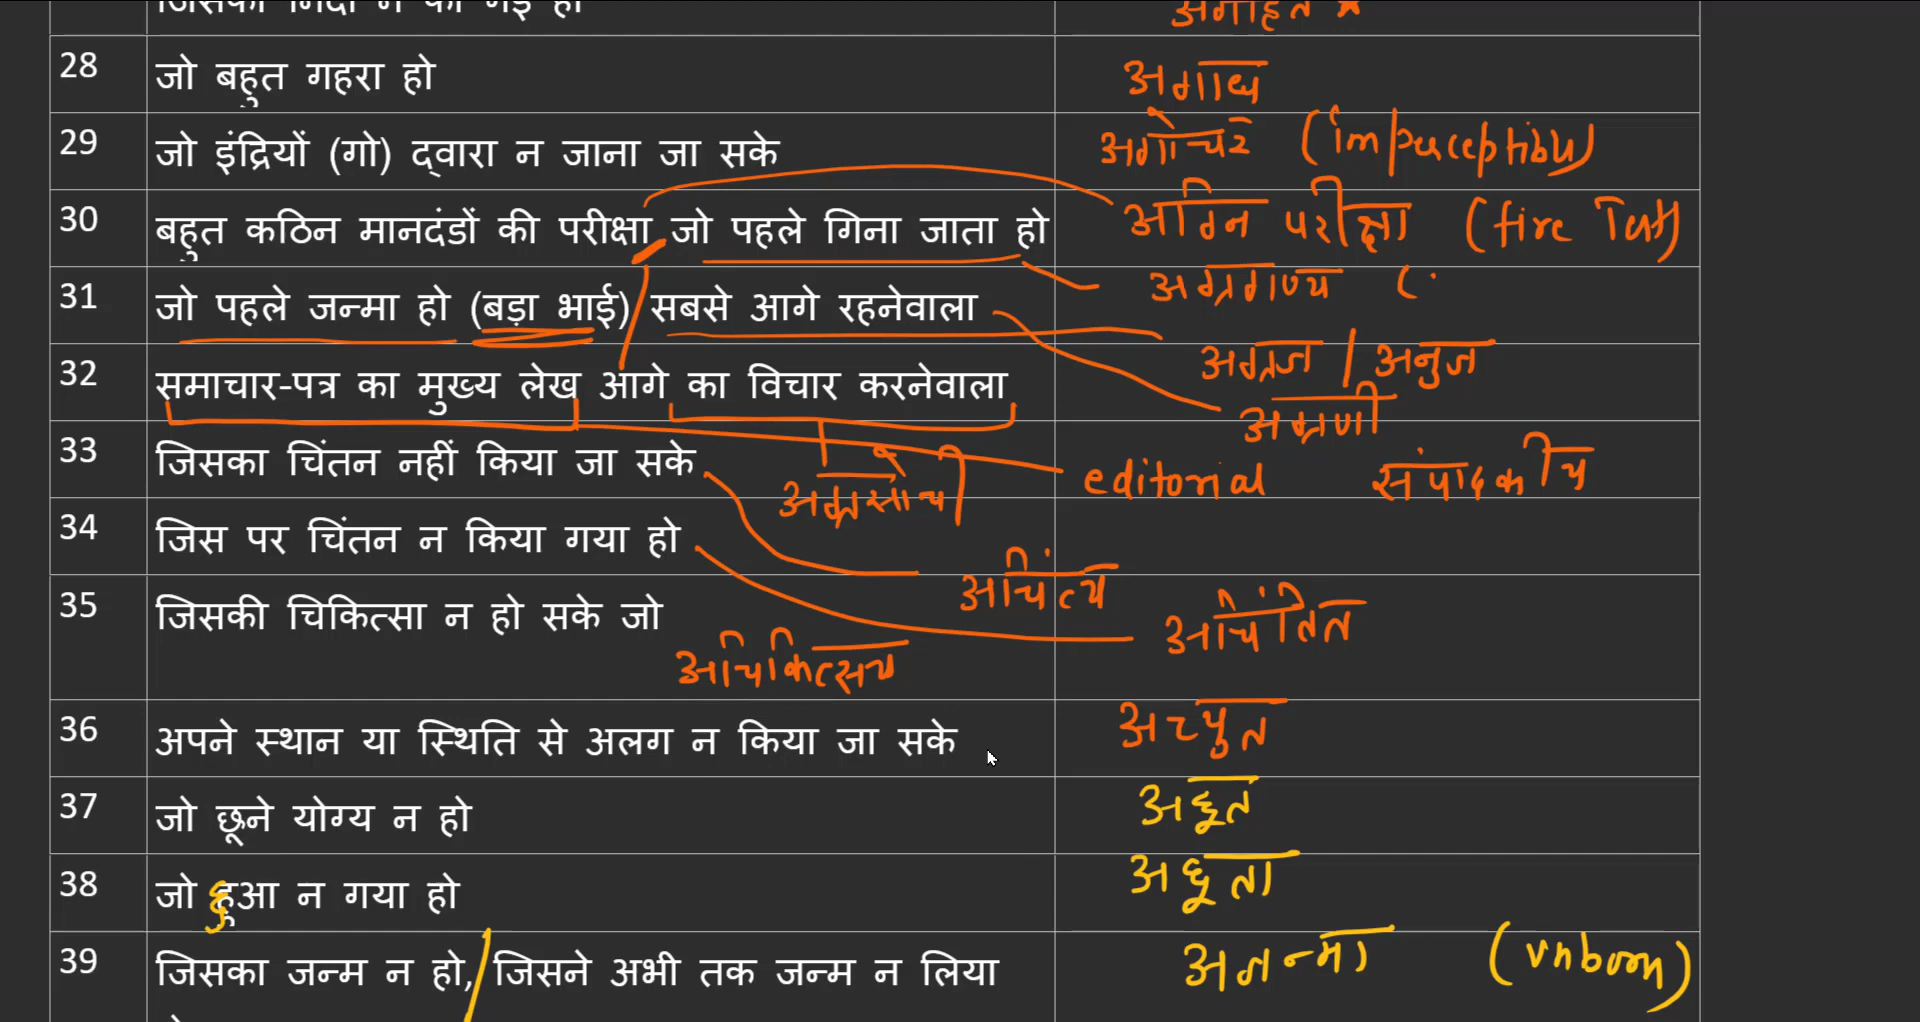 जिसकी निंदा न की गई हो अगर्हित ★
28 जो बहुत गहरा हो अगाध
29 जो इंद्रियों (गो) द्वारा न जाना जा सके अगोचर (imperceptible)
30 बहुत कठिन मानदंडों की परीक्षा जो पहले गिना जाता हो अग्नि परीक्षा (fire Test)
अग्रगण्य (
31 जो पहले जन्मा हो (बड़ा भाई) सबसे आगे रहनेवाला
अग्रज / अनुज
32 समाचार-पत्र का मुख्य लेख आगे का विचार करनेवाला
अग्रणी
33 जिसका चिंतन नहीं किया जा सके
अग्रसोची editorial संपादकीय
34 जिस पर चिंतन न किया गया हो
अचिंत्य
35 जिसकी चिकित्सा न हो सके जो अचिंतित
अचिकित्स्य
36 अपने स्थान या स्थिति से अलग न किया जा सके अच्युत
37 जो छूने योग्य न हो अछूत
38 जो छुआ न गया हो अछूता
39 जिसका जन्म न हो, जिसने अभी तक जन्म न लिया अजन्मा (unborn)